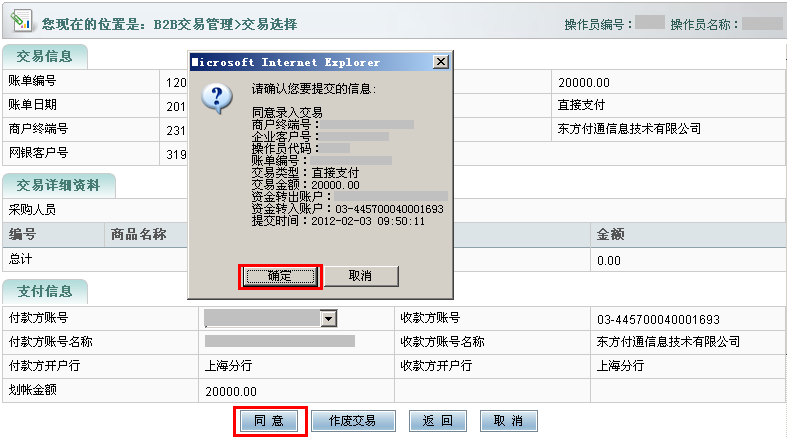 您现在的位置是：B2B交易管理>交易选择 操作员编号： 操作员名称：
交易信息
账单编号 120 20000.00
账单日期 201 直接支付
商户终端号 231 东方付通信息技术有限公司
网银客户号 319
交易详细资料
采购人员
编号 商品名称 金额
总计 0.00
Microsoft Internet Explorer
请确认您要提交的信息:
同意录入交易
商户终端号：
企业客户号：
操作员代码：
账单编号：
交易类型：直接支付
交易金额：20000.00
资金转出账户：
资金转入账户：03-445700040001693
提交时间：2012-02-03 09:50:11
确定 取消
支付信息
付款方账号 收款方账号 03-445700040001693
付款方账号名称 收款方账号名称 东方付通信息技术有限公司
付款方开户行 上海分行 收款方开户行 上海分行
划帐金额 20000.00
同 意 作废交易 返 回 取 消